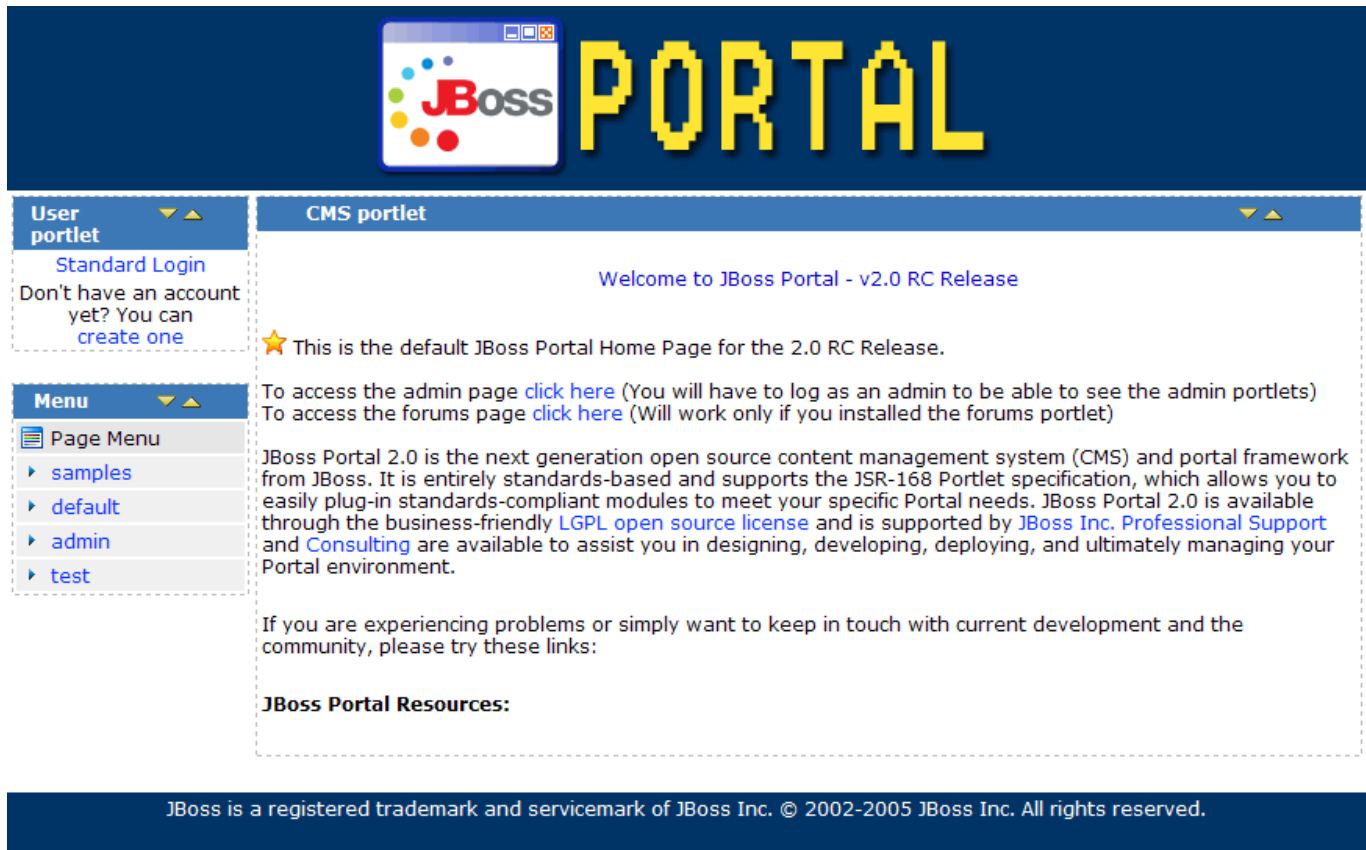 JBoss PORTAL
User
portlet
Standard Login
Don't have an account
yet? You can
create one
Menu
Page Menu
samples
default
admin
test
CMS portlet
Welcome to JBoss Portal - v2.0 RC Release
This is the default JBoss Portal Home Page for the 2.0 RC Release.
To access the admin page click here (You will have to log as an admin to be able to see the admin portlets)
To access the forums page click here (Will work only if you installed the forums portlet)
JBoss Portal 2.0 is the next generation open source content management system (CMS) and portal framework
from JBoss. It is entirely standards-based and supports the JSR-168 Portlet specification, which allows you to
easily plug-in standards-compliant modules to meet your specific Portal needs. JBoss Portal 2.0 is available
through the business-friendly LGPL open source license and is supported by JBoss Inc. Professional Support
and Consulting are available to assist you in designing, developing, deploying, and ultimately managing your
Portal environment.
If you are experiencing problems or simply want to keep in touch with current development and the
community, please try these links:
JBoss Portal Resources:
JBoss is a registered trademark and servicemark of JBoss Inc. © 2002-2005 JBoss Inc. All rights reserved.